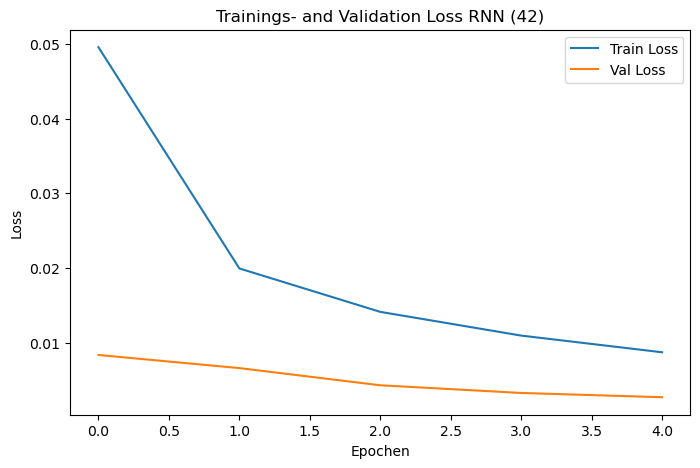 Trainings- and Validation Loss RNN (42)
Train Loss
Val Loss
Loss
0.05
0.04
0.03
0.02
0.01
0.0 0.5 1.0 1.5 2.0 2.5 3.0 3.5 4.0
Epochen